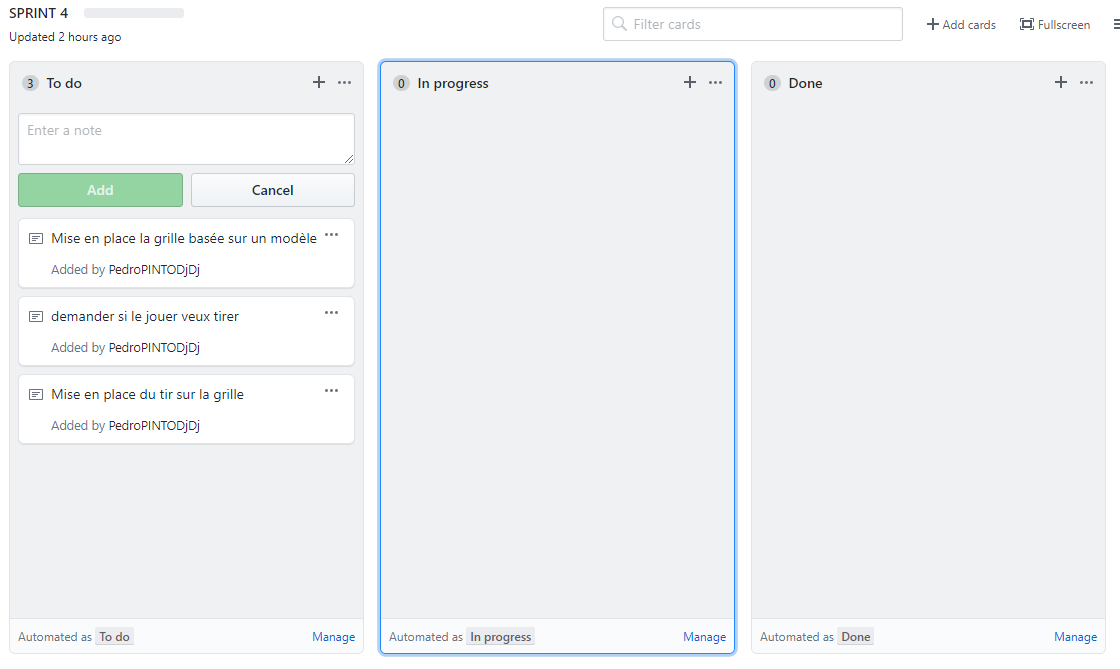 SPRINT 4
Updated 2 hours ago
Filter cards
Add cards
Fullscreen
3 To do
Enter a note
Add
Cancel
Mise en place la grille basée sur un modèle
Added by PedroPINTODjDj
demander si le jouer veux tirer
Added by PedroPINTODjDj
Mise en place du tir sur la grille
Added by PedroPINTODjDj
Automated as To do
Manage
0 In progress
Automated as In progress
Manage
0 Done
Automated as Done
Manage